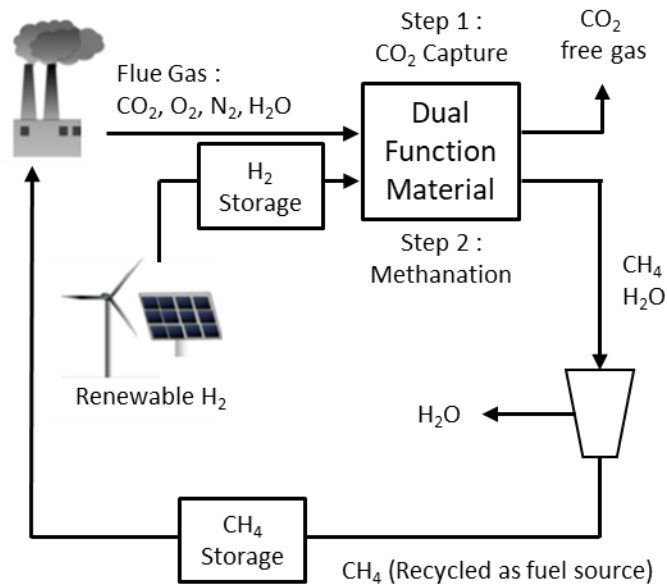 Step 1 :
CO₂ Capture
CO₂
free gas
Flue Gas :
CO₂, O₂, N₂, H₂O
Dual
Function
Material
H₂
Storage
Step 2 :
Methanation
CH₄
H₂O
Renewable H₂
H₂O
CH₄
Storage
CH₄ (Recycled as fuel source)